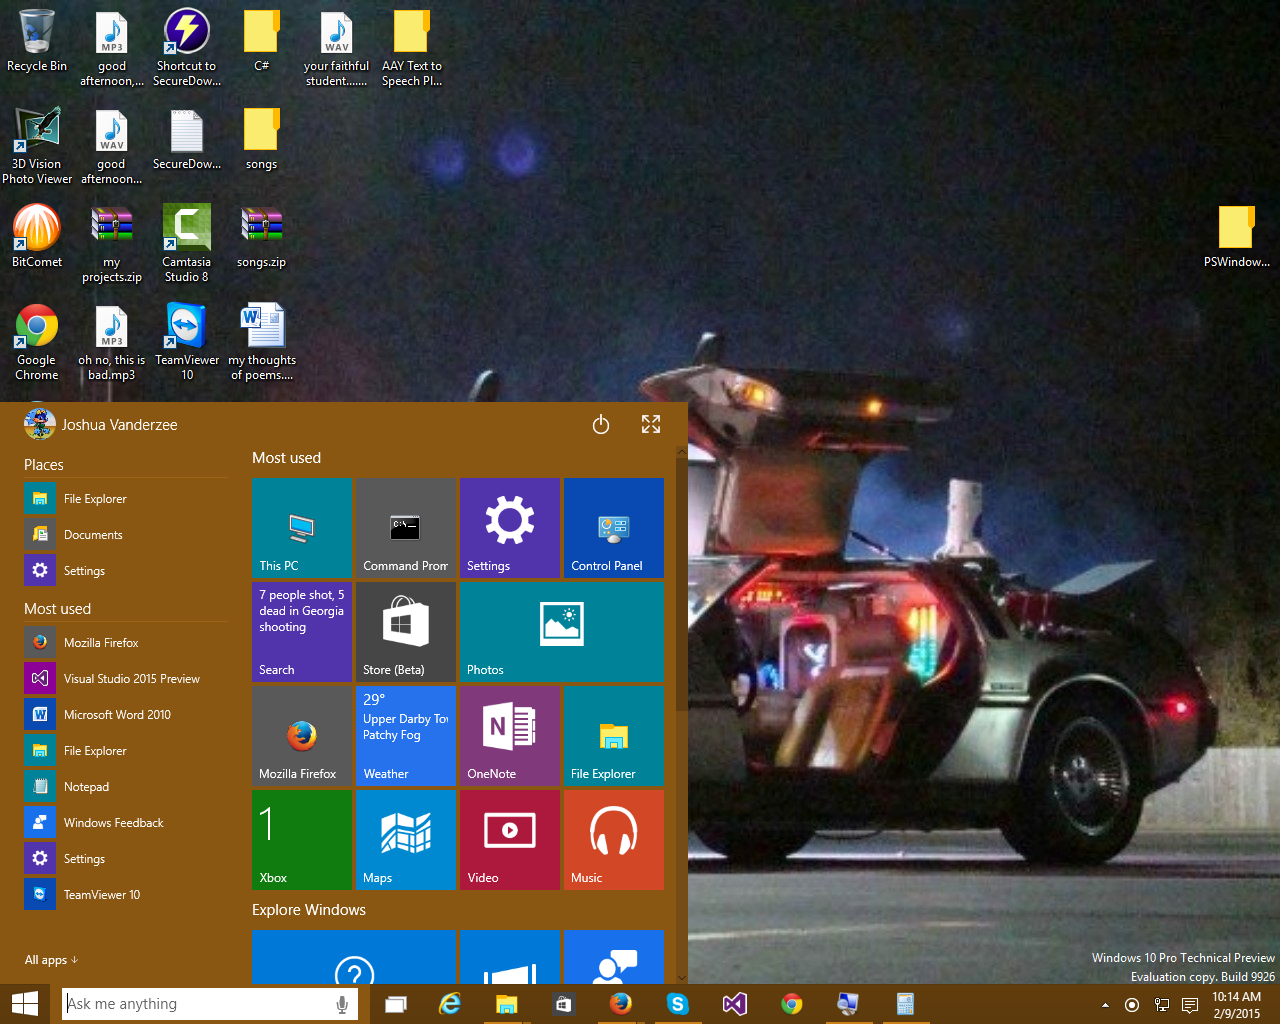 Recycle Bin
good
afternoon,...
Shortcut to
SecureDow...
C#
your faithful
student.......
AAY Text to
Speech Pl...
3D Vision
Photo Viewer
good
afternoon...
SecureDow...
songs
BitComet
my
projects.zip
Camtasia
Studio 8
songs.zip
PSWindow...
Google
Chrome
oh no, this is
bad.mp3
TeamViewer
10
my thoughts
of poems....
Joshua Vanderzee
Places
File Explorer
Documents
Settings
Most used
Mozilla Firefox
Visual Studio 2015 Preview
Microsoft Word 2010
File Explorer
Notepad
Windows Feedback
Settings
TeamViewer 10
All apps
Most used
This PC
Command Prom
Settings
Control Panel
7 people shot, 5
dead in Georgia
shooting
Search
Store (Beta)
Photos
Mozilla Firefox
29°
Upper Darby Tow
Patchy Fog
Weather
OneNote
File Explorer
1
Xbox
Maps
Video
Music
Explore Windows
Windows 10 Pro Technical Preview
Evaluation copy. Build 9926
Ask me anything
10:14 AM
2/9/2015